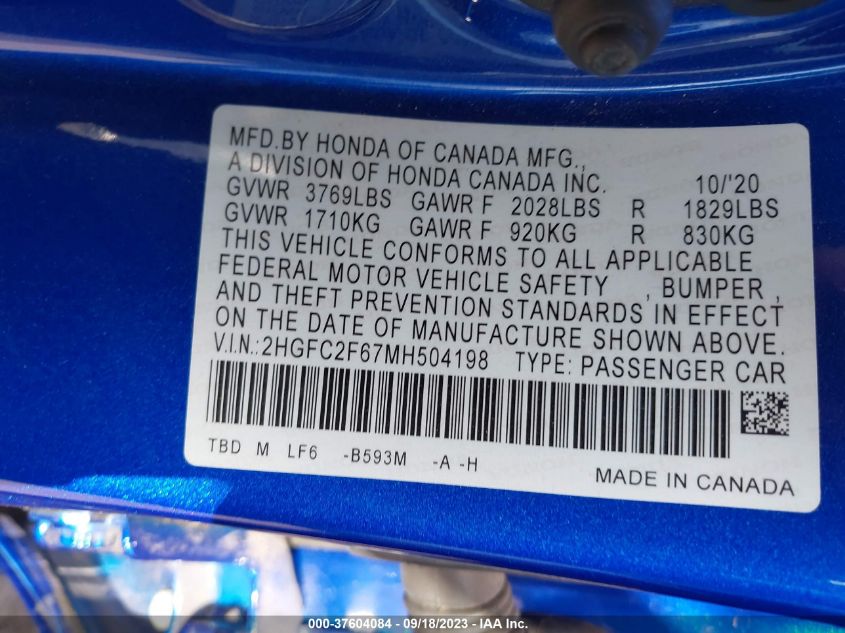 MFD.BY HONDA OF CANADA MFG.,
A DIVISION OF HONDA CANADA INC. 10/'20
GVWR 3769LBS GAWR F 2028LBS R 1829LBS
GVWR 1710KG GAWR F 920KG R 830KG
THIS VEHICLE CONFORMS TO ALL APPLICABLE
FEDERAL MOTOR VEHICLE SAFETY , BUMPER ,
AND THEFT PREVENTION STANDARDS IN EFFECT
ON THE DATE OF MANUFACTURE SHOWN ABOVE.
V.I.N.:2HGFC2F67MH504198 TYPE: PASSENGER CAR
TBD M LF6 -B593M -A -H
MADE IN CANADA
000-37604084 - 09/18/2023 - IAA Inc.